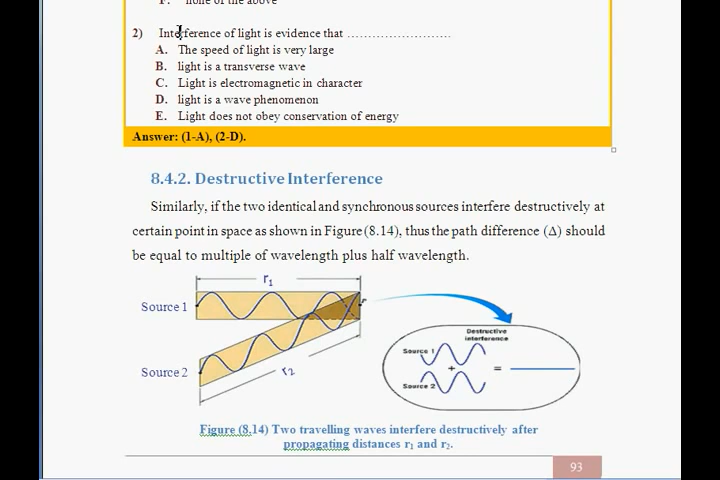 F. none of the above
2) Interference of light is evidence that ……………………
A. The speed of light is very large
B. light is a transverse wave
C. Light is electromagnetic in character
D. light is a wave phenomenon
E. Light does not obey conservation of energy
Answer: (1-A), (2-D).
8.4.2. Destructive Interference
Similarly, if the two identical and synchronous sources interfere destructively at
certain point in space as shown in Figure (8.14), thus the path difference (Δ) should
be equal to multiple of wavelength plus half wavelength.
r₁
Source 1
Source 2
r₂
Destructive
interference
Source 1
+
=
Source 2
Figure (8.14) Two travelling waves interfere destructively after
propagating distances r₁ and r₂.
93